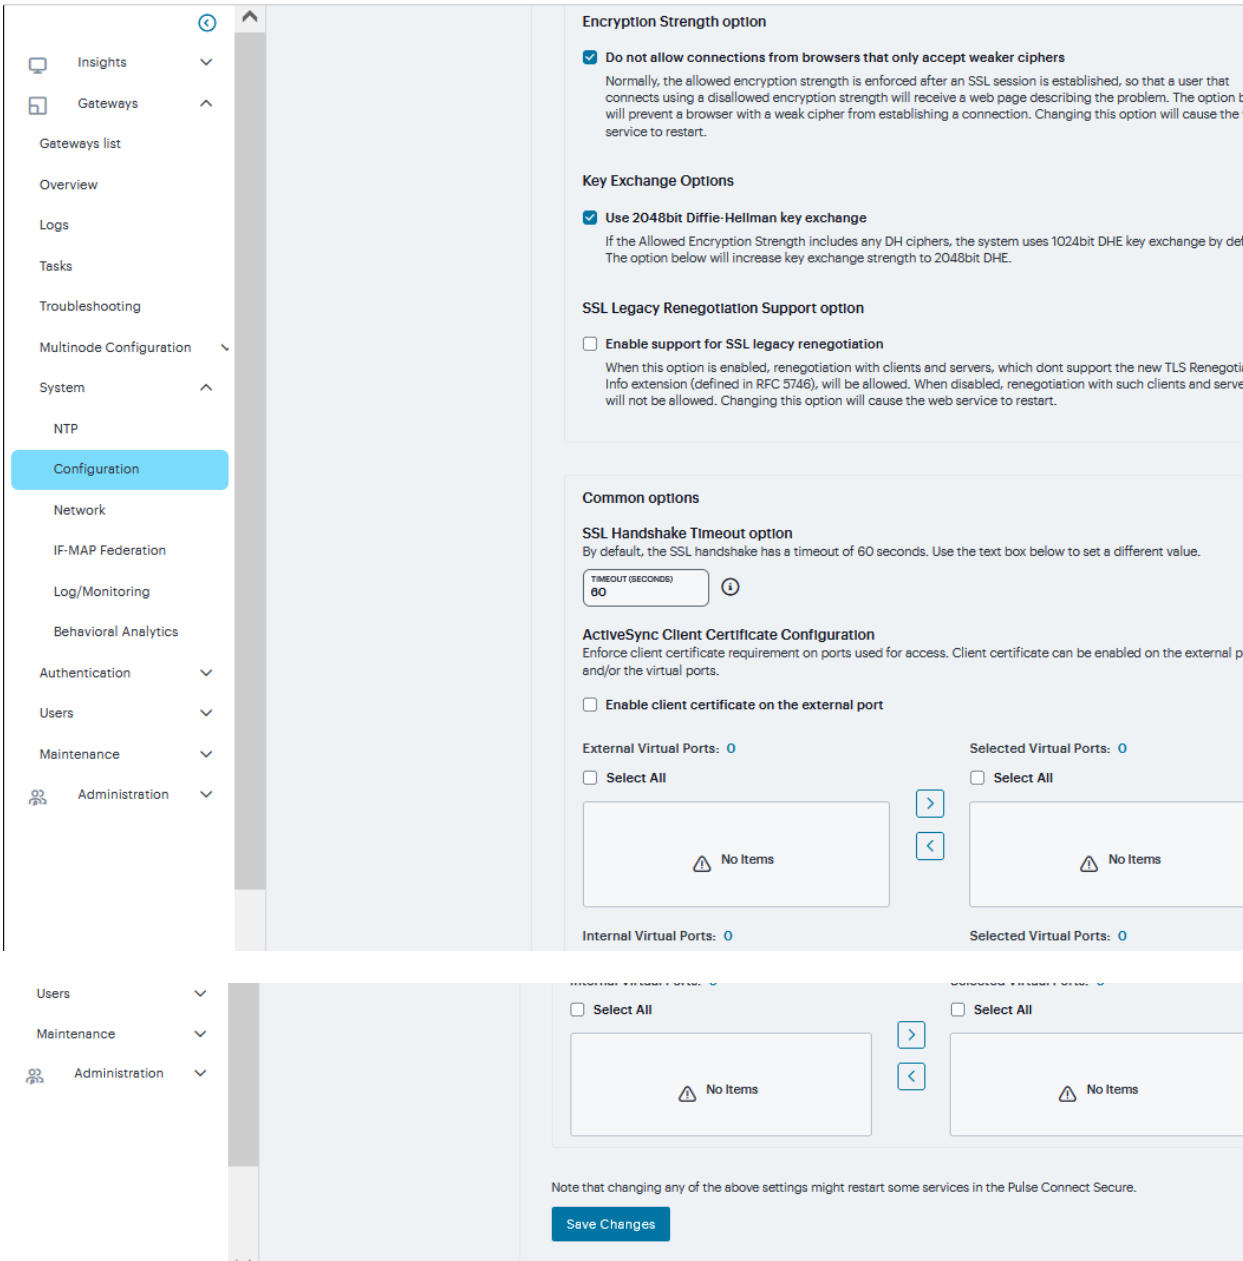 Insights
Gateways
Gateways list
Overview
Logs
Tasks
Troubleshooting
Multinode Configuration
System
NTP
Configuration
Network
IF-MAP Federation
Log/Monitoring
Behavioral Analytics
Authentication
Users
Maintenance
Administration
Encryption Strength option
Do not allow connections from browsers that only accept weaker ciphers
Normally, the allowed encryption strength is enforced after an SSL session is established, so that a user that
connects using a disallowed encryption strength will receive a web page describing the problem. The option
will prevent a browser with a weak cipher from establishing a connection. Changing this option will cause the
service to restart.
Key Exchange Options
Use 2048bit Diffie-Hellman key exchange
If the Allowed Encryption Strength includes any DH ciphers, the system uses 1024bit DHE key exchange by def
The option below will increase key exchange strength to 2048bit DHE.
SSL Legacy Renegotiation Support option
Enable support for SSL legacy renegotiation
When this option is enabled, renegotiation with clients and servers, which dont support the new TLS Renegoti
Info extension (defined in RFC 5746), will be allowed. When disabled, renegotiation with such clients and serve
will not be allowed. Changing this option will cause the web service to restart.
Common options
SSL Handshake Timeout option
By default, the SSL handshake has a timeout of 60 seconds. Use the text box below to set a different value.
TIMEOUT (SECONDS)
60
ActiveSync Client Certificate Configuration
Enforce client certificate requirement on ports used for access. Client certificate can be enabled on the external p
and/or the virtual ports.
Enable client certificate on the external port
External Virtual Ports: 0
Selected Virtual Ports: 0
Select All
Select All
No Items
No Items
Internal Virtual Ports: 0
Selected Virtual Ports: 0
Users
Maintenance
Administration
Internal Virtual Ports: 0
Selected Virtual Ports: 0
Select All
Select All
No Items
No Items
Note that changing any of the above settings might restart some services in the Pulse Connect Secure.
Save Changes